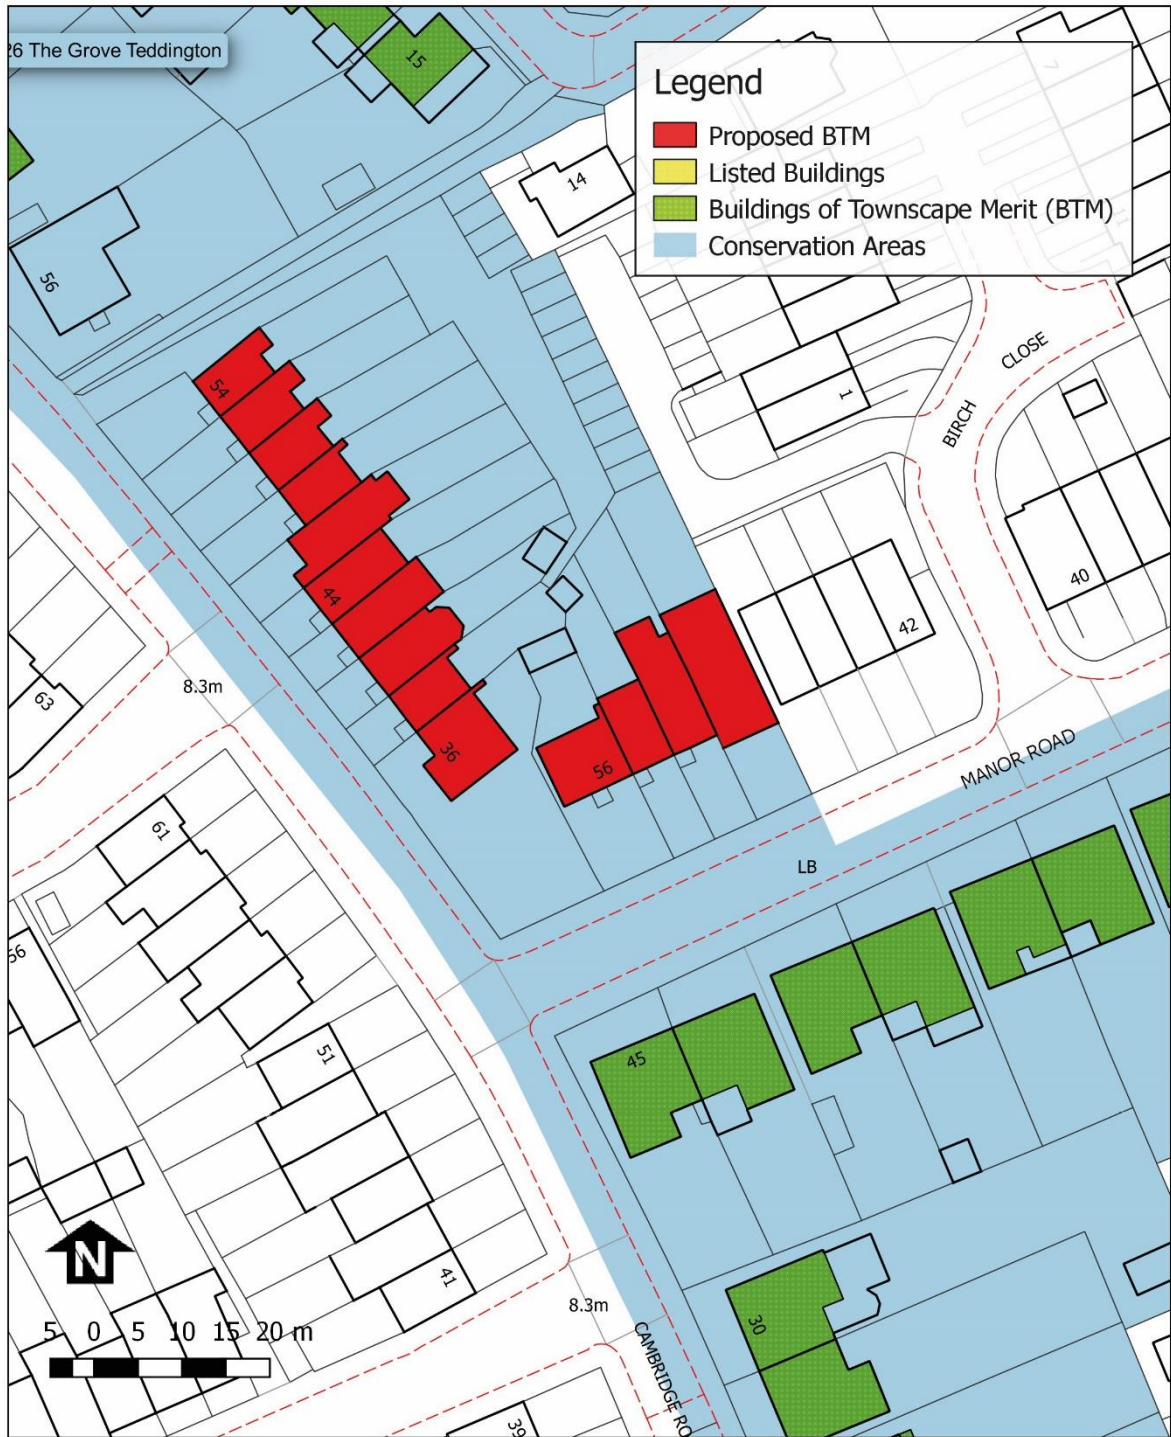 26 The Grove Teddington
15
Legend
Proposed BTM
Listed Buildings
Buildings of Townscape Merit (BTM)
Conservation Areas
7
14
56
54
1
BIRCH
CLOSE
44
40
42
36
56
63
8.3m
MANOR ROAD
LB
61
45
51
41
30
N
8.3m
CAMBRIDGE RO
5 0 5 10 15 20 m
39